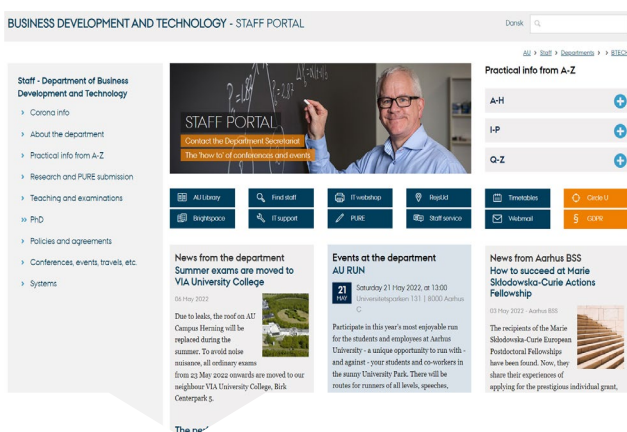 BUSINESS DEVELOPMENT AND TECHNOLOGY - STAFF PORTAL
Dansk
AU > Staff > Departments > > BTECH
Staff - Department of Business
Development and Technology
> Corona info
> About the department
> Practical info from A-Z
> Research and PURE submission
> Teaching and examinations
>> PhD
> Policies and agreements
> Conferences, events, travels, etc.
> Systems
STAFF PORTAL
Contact the Department Secretariat
The 'how to' of conferences and events
Practical info from A-Z
A-H
I-P
Q-Z
AU Library
Find staff
IT webshop
RejsUd
Timetables
Circle U
Brightspace
IT support
PURE
Staff service
Webmail
GDPR
News from the department
Summer exams are moved to
VIA University College
06 May 2022
Due to leaks, the roof on AU
Campus Herning will be
replaced during the
summer. To avoid noise
nuisance, all ordinary exams
from 23 May 2022 onwards are moved to our
neighbour VIA University College, Birk
Centerpark 5.
Events at the department
AU RUN
21
MAY
Saturday 21 May 2022, at 13:00
Universitetsparken 131 | 8000 Aarhus
C
Participate in this year's most enjoyable run
for the students and employees at Aarhus
University - a unique opportunity to run with -
and against - your students and co-workers in
the sunny University Park. There will be
routes for runners of all levels, speeches,
News from Aarhus BSS
How to succeed at Marie
Skłodowska-Curie Actions
Fellowship
03 May 2022 - Aarhus BSS
The recipients of the Marie
Skłodowska-Curie European
Postdoctoral Fellowships
have been found. Now, they
share their experiences of
applying for the prestigious individual grant,